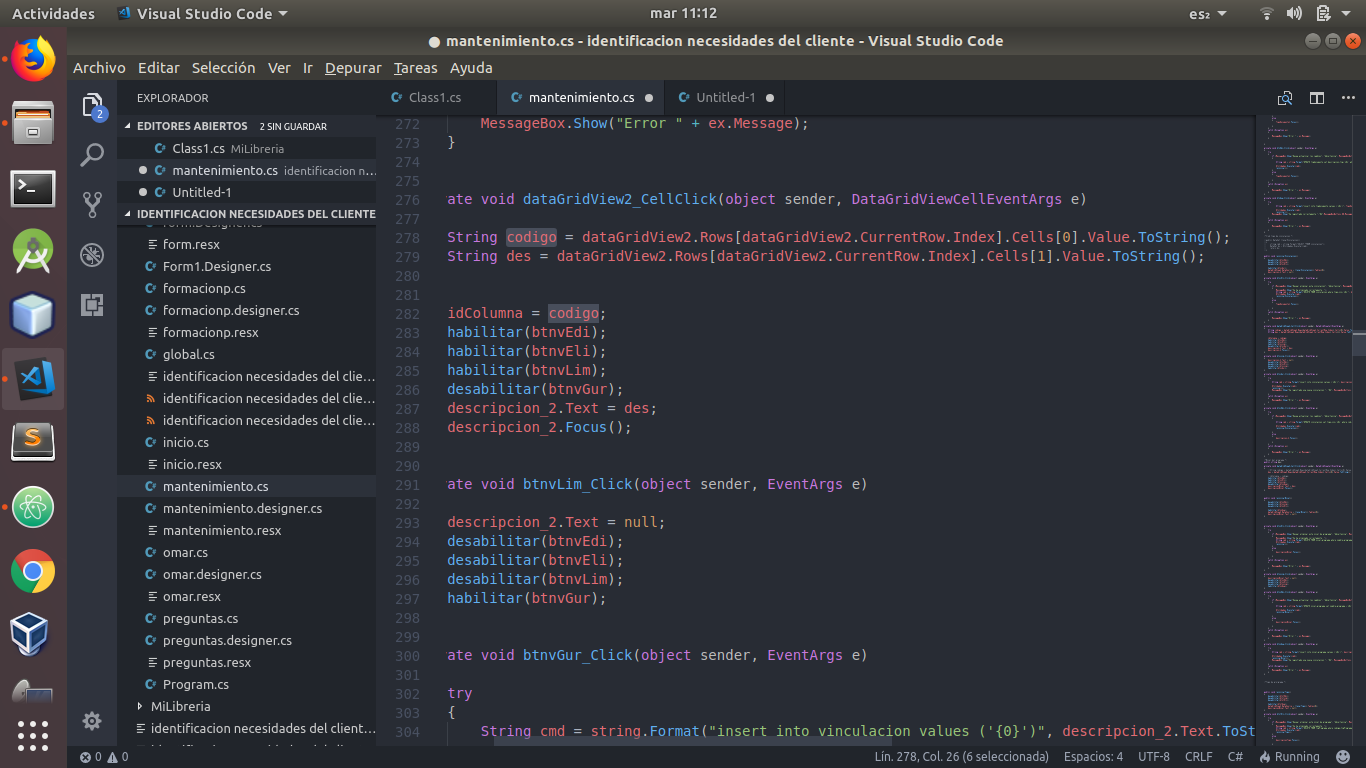 Actividades Visual Studio Code mar 11:12 es₂
mantenimiento.cs - identificacion necesidades del cliente - Visual Studio Code
Archivo Editar Selección Ver Ir Depurar Tareas Ayuda
EXPLORADOR
2
EDITORES ABIERTOS 2 SIN GUARDAR
Class1.cs MiLibreria
mantenimiento.cs identificacion n...
Untitled-1
IDENTIFICACION NECESIDADES DEL CLIENTE
form.resx
Form1.Designer.cs
formacionp.cs
formacionp.designer.cs
formacionp.resx
global.cs
identificacion necesidades del clie...
identificacion necesidades del clie...
identificacion necesidades del clie...
inicio.cs
inicio.resx
mantenimiento.cs
mantenimiento.designer.cs
mantenimiento.resx
omar.cs
omar.designer.cs
omar.resx
preguntas.cs
preguntas.designer.cs
preguntas.resx
Program.cs
MiLibreria
identificacion necesidades del client...
Class1.cs mantenimiento.cs Untitled-1
272 MessageBox.Show("Error " + ex.Message);
273 }
274
275
276 ate void dataGridView2_CellClick(object sender, DataGridViewCellEventArgs e)
277
278 String codigo = dataGridView2.Rows[dataGridView2.CurrentRow.Index].Cells[0].Value.ToString();
279 String des = dataGridView2.Rows[dataGridView2.CurrentRow.Index].Cells[1].Value.ToString();
280
281
282 idColumna = codigo;
283 habilitar(btnvEdi);
284 habilitar(btnvEli);
285 habilitar(btnvLim);
286 desabilitar(btnvGur);
287 descripcion_2.Text = des;
288 descripcion_2.Focus();
289
290
291 ate void btnvLim_Click(object sender, EventArgs e)
292
293 descripcion_2.Text = null;
294 desabilitar(btnvEdi);
295 desabilitar(btnvEli);
296 desabilitar(btnvLim);
297 habilitar(btnvGur);
298
299
300 ate void btnvGur_Click(object sender, EventArgs e)
301
302 try
303 {
304 String cmd = string.Format("insert into vinculacion values ('{0}')", descripcion_2.Text.ToSt
0 0 Lín. 278, Col. 26 (6 seleccionada) Espacios: 4 UTF-8 CRLF C# Running